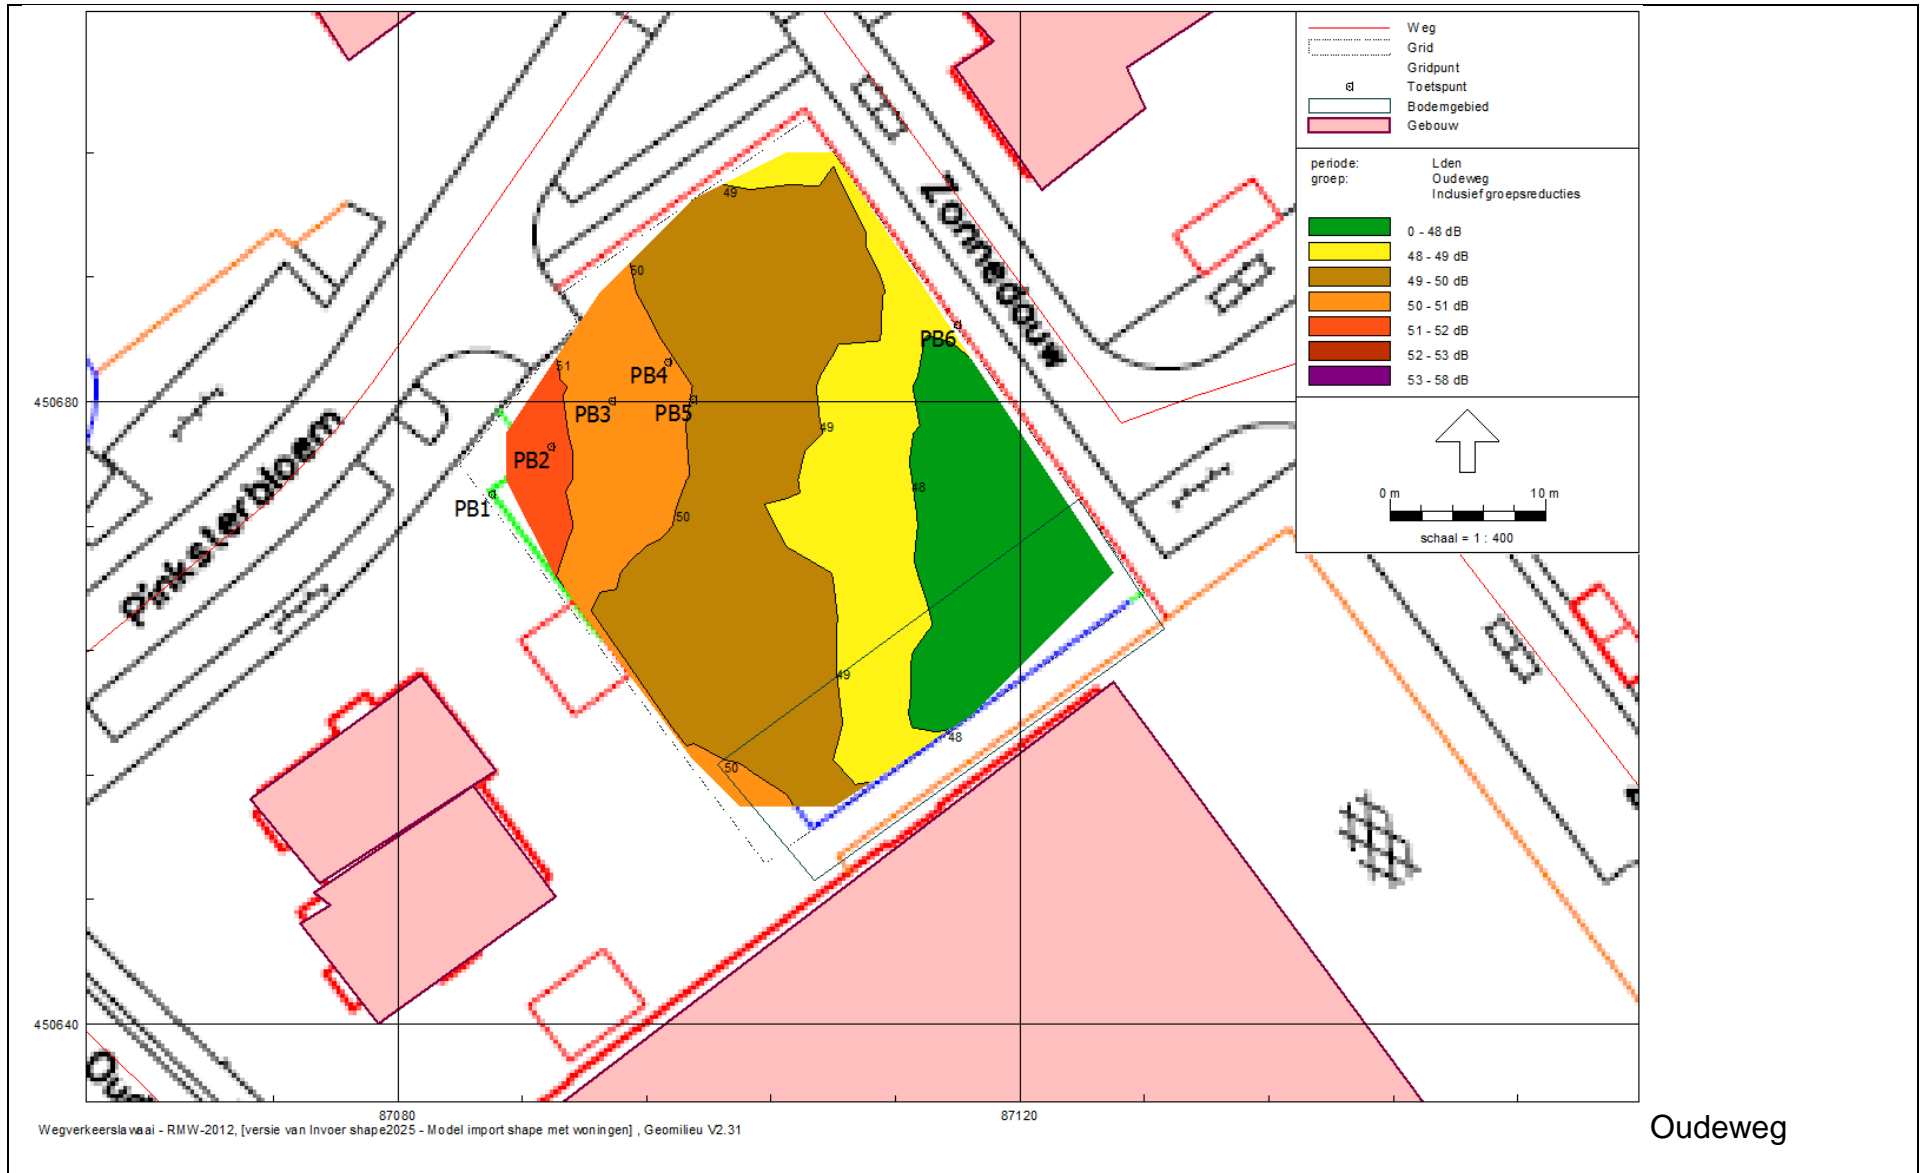 Weg
Grid
Gridpunt
Toetspunt
Bodemgebied
Gebouw
periode: Lden
groep: Oudeweg
Inclusief groepsreducties
0 - 48 dB
48 - 49 dB
49 - 50 dB
50 - 51 dB
51 - 52 dB
52 - 53 dB
53 - 58 dB
0 m 10 m
schaal = 1 : 400
Zonnedauw
Pinksterbloem
49
50
51
PB6
PB4
PB3
PB5
49
PB2
48
PB1
50
49
48
50
450680
450640
87080
87120
Wegverkeerslawaai - RMW-2012, [versie van Invoer shape2025 - Model import shape met woningen] , Geomilieu V2.31
Oudeweg